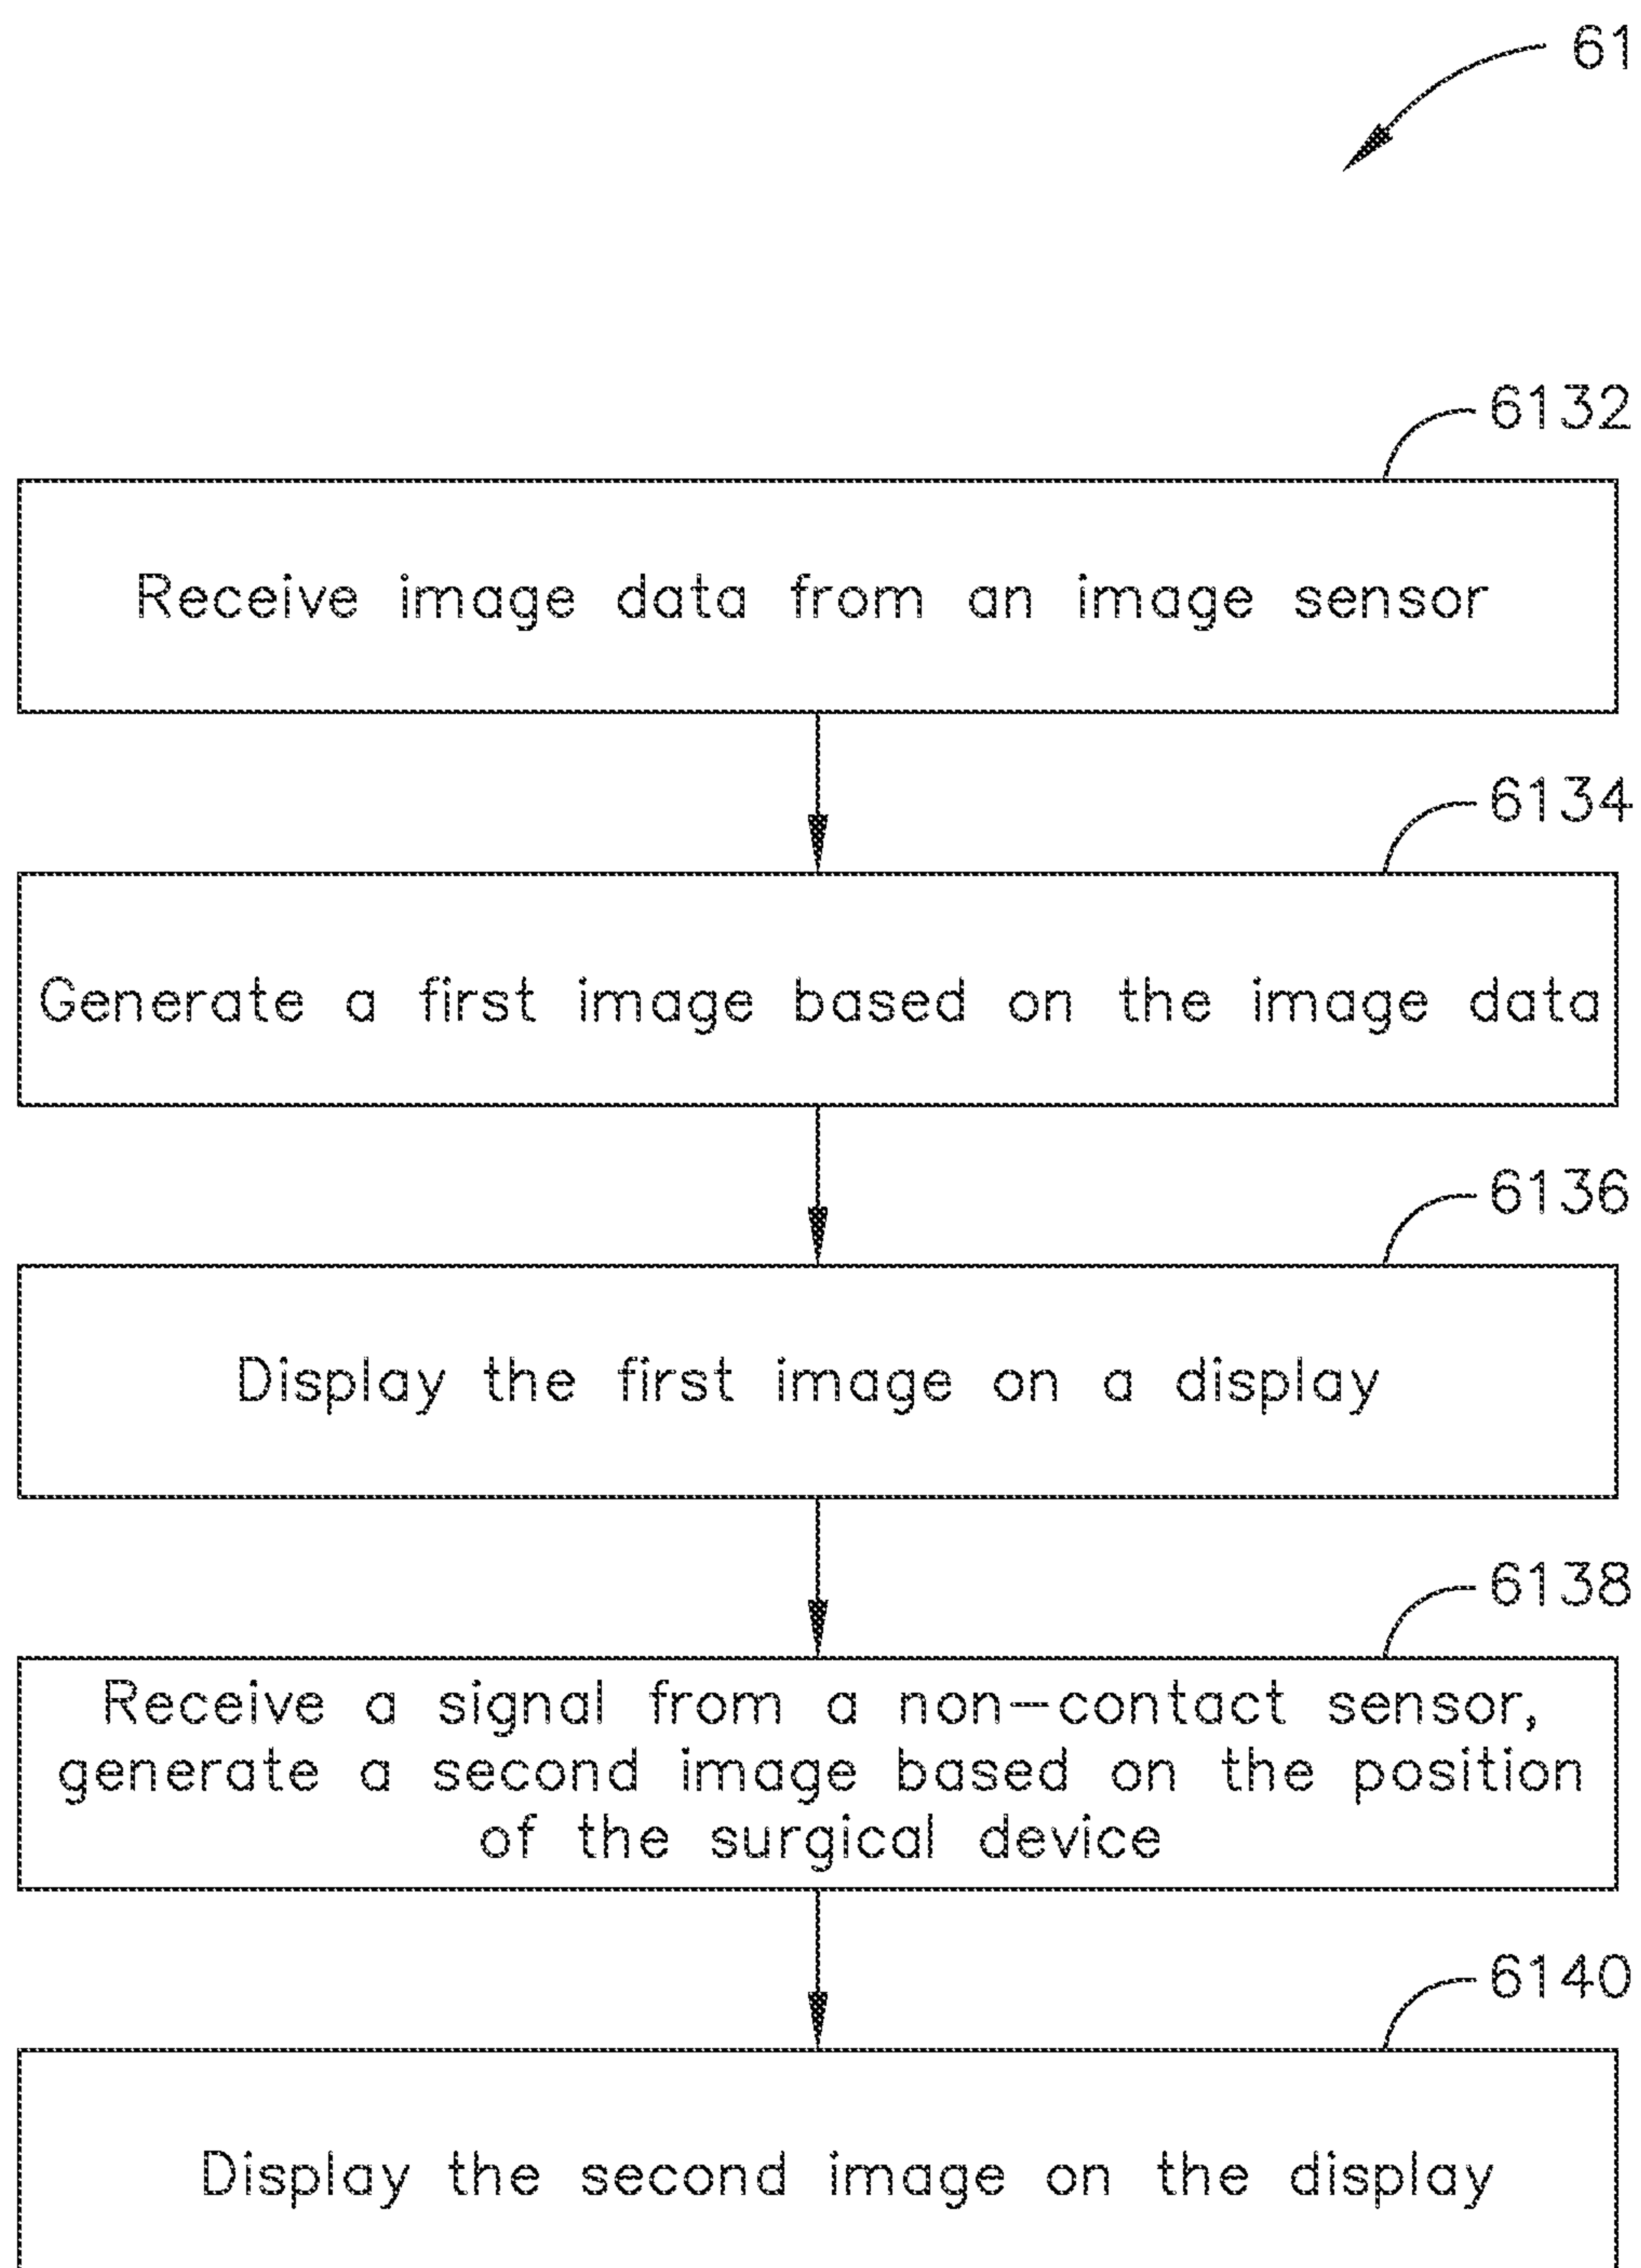 61
6132
Receive image data from an image sensor
6134
Generate a first image based on the image data
6136
Display the first image on a display
6138
Receive a signal from a non-contact sensor,
generate a second image based on the position
of the surgical device
6140
Display the second image on the display